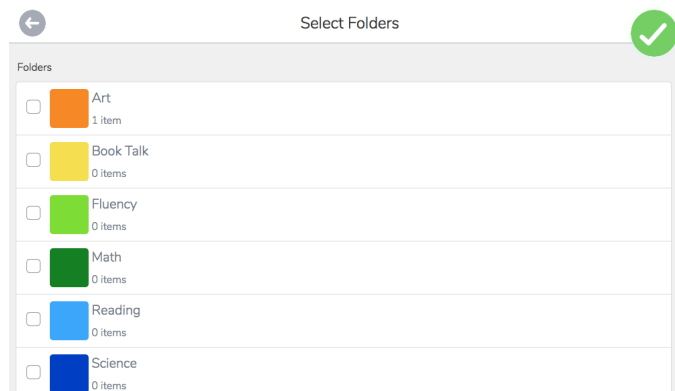 Select Folders
Folders
Art
1 item
Book Talk
0 items
Fluency
0 items
Math
0 items
Reading
0 items
Science
0 items